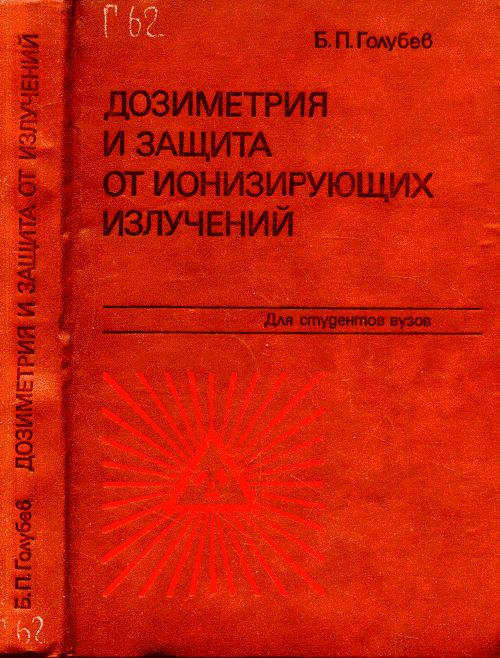 Г 62
Б. П. Голубев
ДОЗИМЕТРИЯ
И ЗАЩИТА
ОТ ИОНИЗИРУЮЩИХ
ИЗЛУЧЕНИЙ
Для студентов вузов
Б. П. Голубев ДОЗИМЕТРИЯ И ЗАЩИТА ОТ ИЗЛУЧЕНИЙ
62